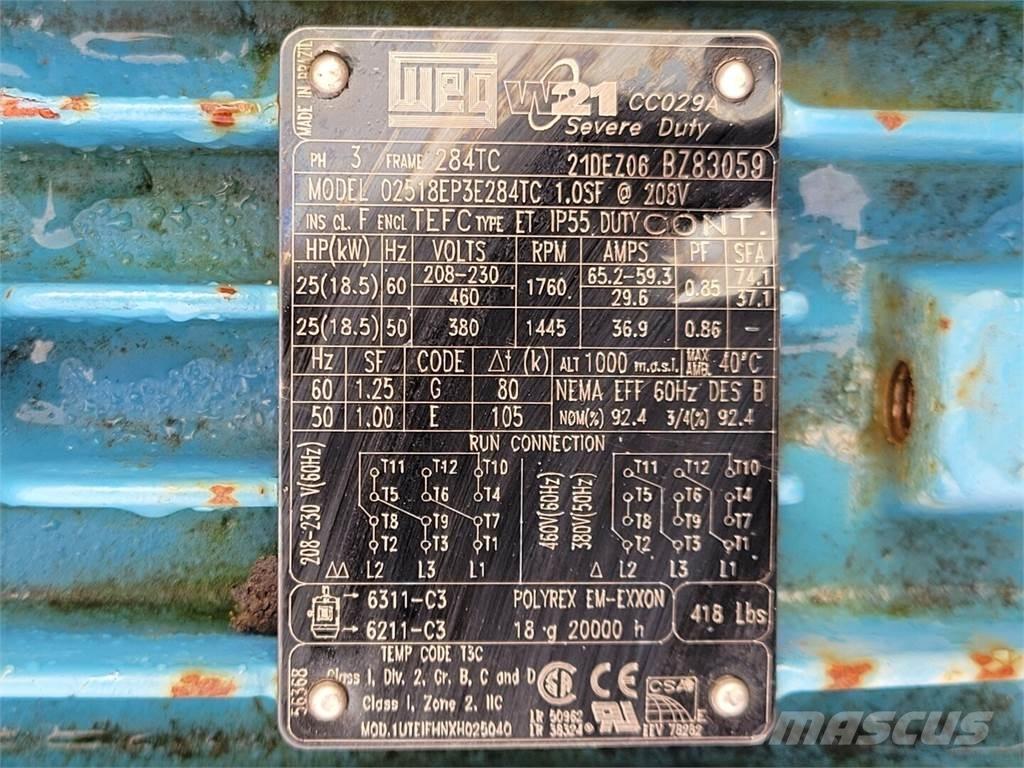 MADE IN BRAZIL
WEG W21 CC029A
Severe Duty
PH 3 FRAME 284TC 21DEZ06 BZ83059
MODEL 02518EP3E284TC 1.0SF @ 208V
INS CL. F ENCL TEFC TYPE ET IP55 DUTY CONT.
HP(kW) Hz VOLTS RPM AMPS PF SFA
25(18.5) 60 208-230 1760 65.2-59.3 0.85 74.1
460 29.6 37.1
25(18.5) 50 380 1445 36.9 0.86 -
Hz SF CODE Δt (k) ALT 1000 m.a.s.l. MAX AMB. 40°C
60 1.25 G 80 NEMA EFF 60Hz DES B
50 1.00 E 105 NOM(%) 92.4 3/4(%) 92.4
RUN CONNECTION
208-230 V(60Hz)
T11 T12 T10
T5 T6 T4
T8 T9 T7
T2 T3 T1
ΔΔ L2 L3 L1
460V(60Hz)
380V(50Hz)
T11 T12 T10
T5 T6 T4
T8 T9 T7
T2 T3 T1
Δ L2 L3 L1
6311-C3 POLYREX EM-EXXON
6211-C3 18 g 20000 h
418 Lbs
56368
TEMP CODE T3C
Class I, Div. 2, Gr. B, C and D
Class I, Zone 2, IIC
MOD.1UTEIFHNXH025040
LR 50962
LR 38324
CSA E
EEV 78282
MASCUS